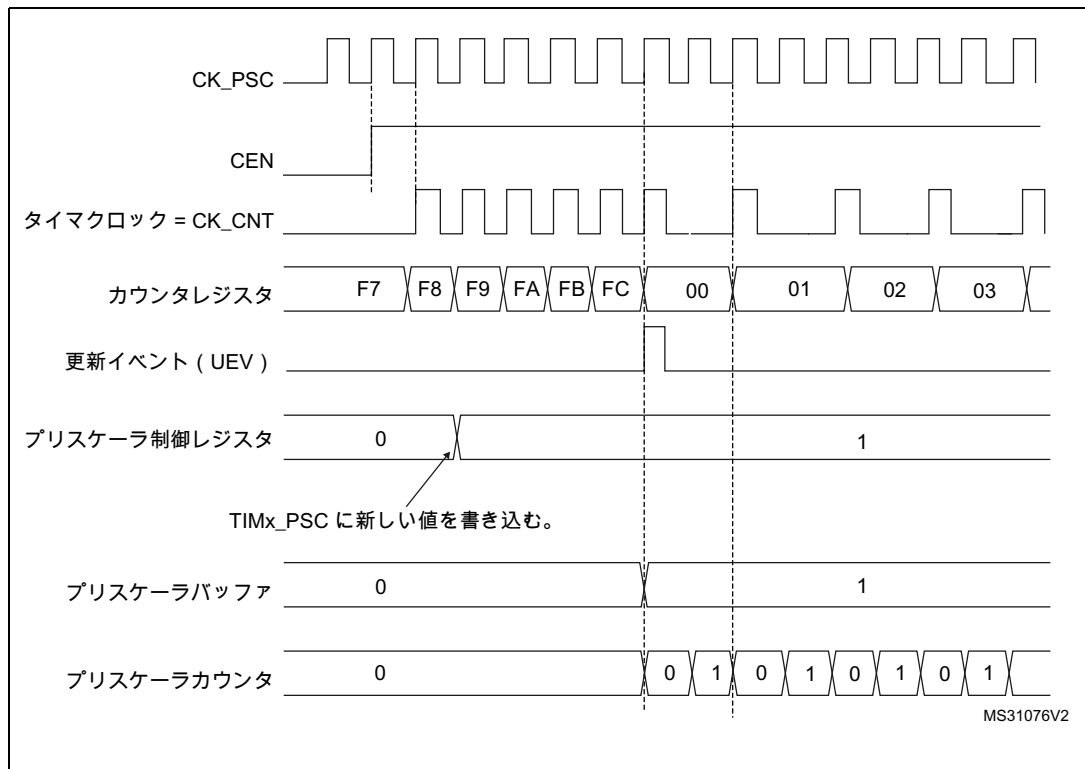 CK_PSC
CEN
タイマクロック = CK_CNT
カウンタレジスタ F7 F8 F9 FA FB FC 00 01 02 03
更新イベント ( UEV )
プリスケーラ制御レジスタ 0 1
TIMx_PSC に新しい値を書き込む。
プリスケーラバッファ 0 1
プリスケーラカウンタ 0 0 1 0 1 0 1 0 1
MS31076V2